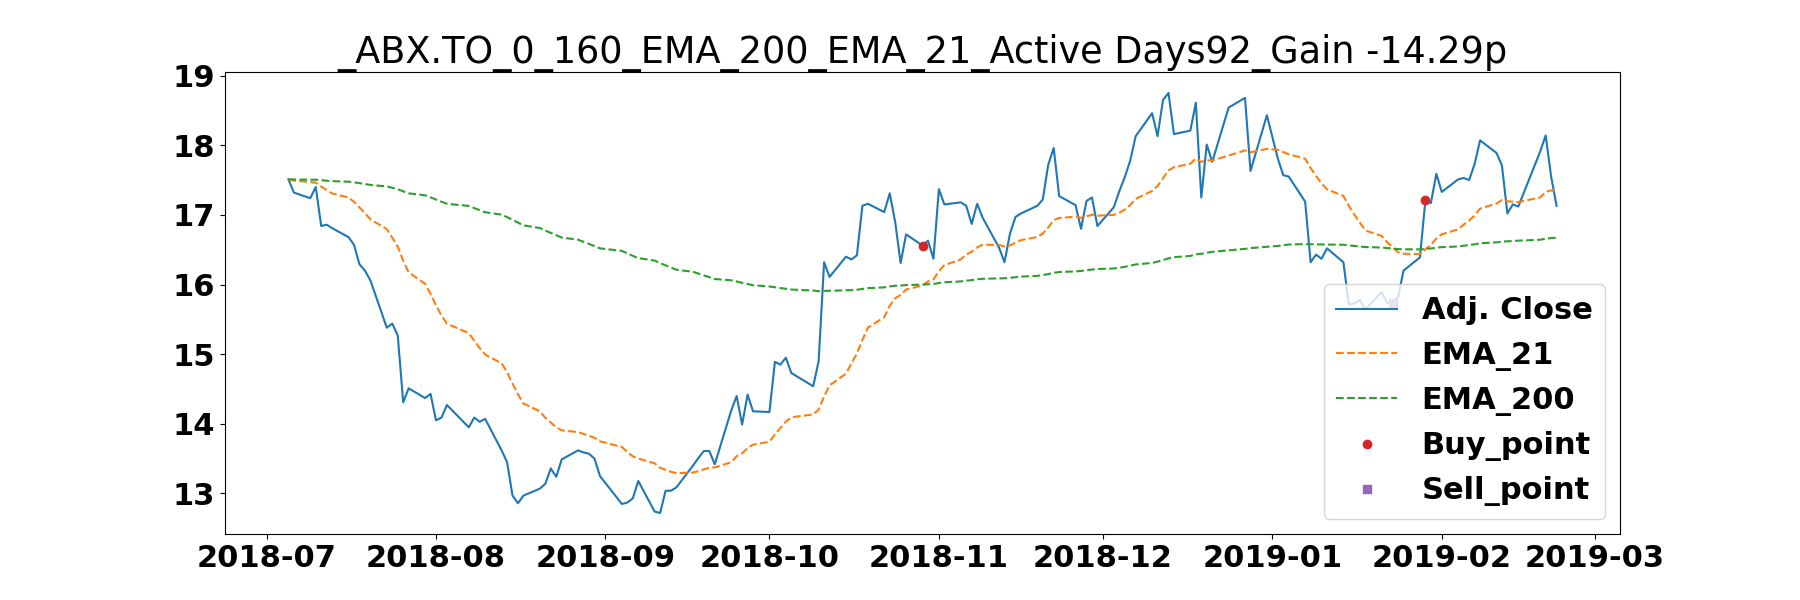 _ABX.TO_0_160_EMA_200_EMA_21_Active Days92_Gain -14.29p
19
18
17
16
15
14
13
Adj. Close
EMA_21
EMA_200
Buy_point
Sell_point
2018-07 2018-08 2018-09 2018-10 2018-11 2018-12 2019-01 2019-02 2019-03